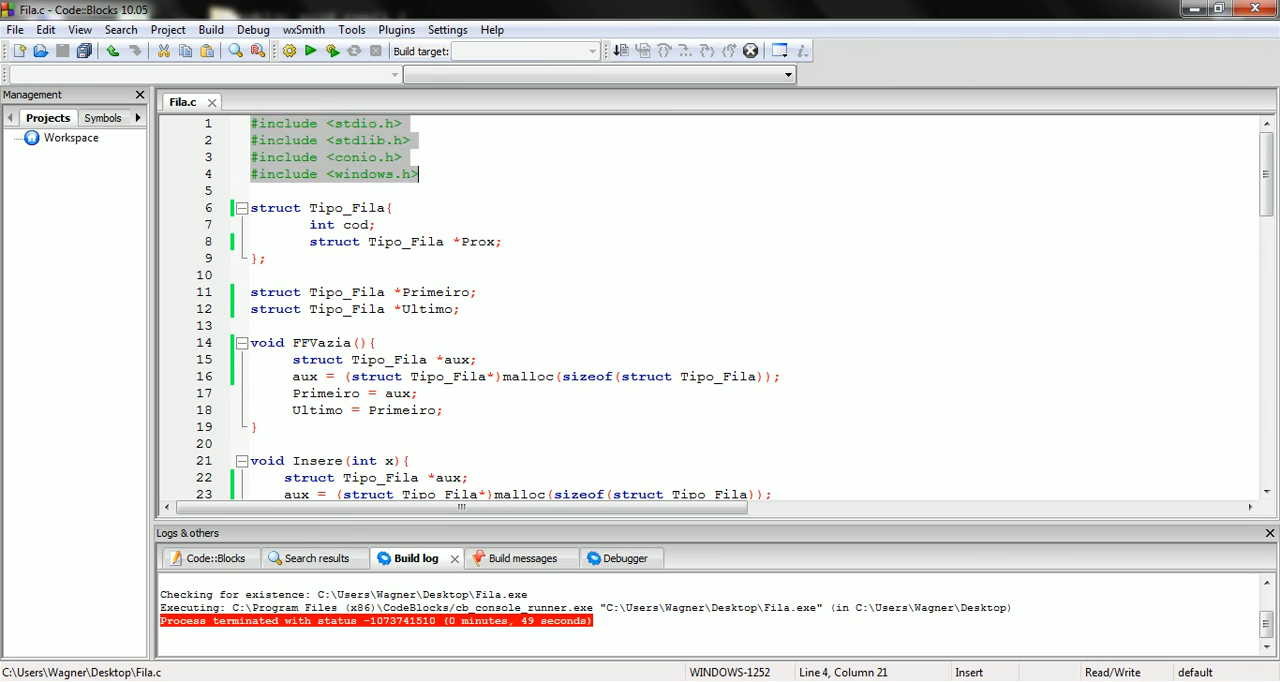 Fila.c - Code::Blocks 10.05
File Edit View Search Project Build Debug wxSmith Tools Plugins Settings Help
Build target:
Management
Projects Symbols
Workspace
Fila.c
1 #include <stdio.h>
2 #include <stdlib.h>
3 #include <conio.h>
4 #include <windows.h>
5
6 struct Tipo_Fila{
7 int cod;
8 struct Tipo_Fila *Prox;
9 };
10
11 struct Tipo_Fila *Primeiro;
12 struct Tipo_Fila *Ultimo;
13
14 void FFVazia(){
15 struct Tipo_Fila *aux;
16 aux = (struct Tipo_Fila*)malloc(sizeof(struct Tipo_Fila));
17 Primeiro = aux;
18 Ultimo = Primeiro;
19 }
20
21 void Insere(int x){
22 struct Tipo_Fila *aux;
23 aux = (struct Tipo_Fila*)malloc(sizeof(struct Tipo_Fila));
Logs & others
Code::Blocks Search results Build log Build messages Debugger
Checking for existence: C:\Users\Wagner\Desktop\Fila.exe
Executing: C:\Program Files (x86)\CodeBlocks/cb_console_runner.exe "C:\Users\Wagner\Desktop\Fila.exe" (in C:\Users\Wagner\Desktop)
Process terminated with status -1073741510 (0 minutes, 49 seconds)
C:\Users\Wagner\Desktop\Fila.c WINDOWS-1252 Line 4, Column 21 Insert Read/Write default